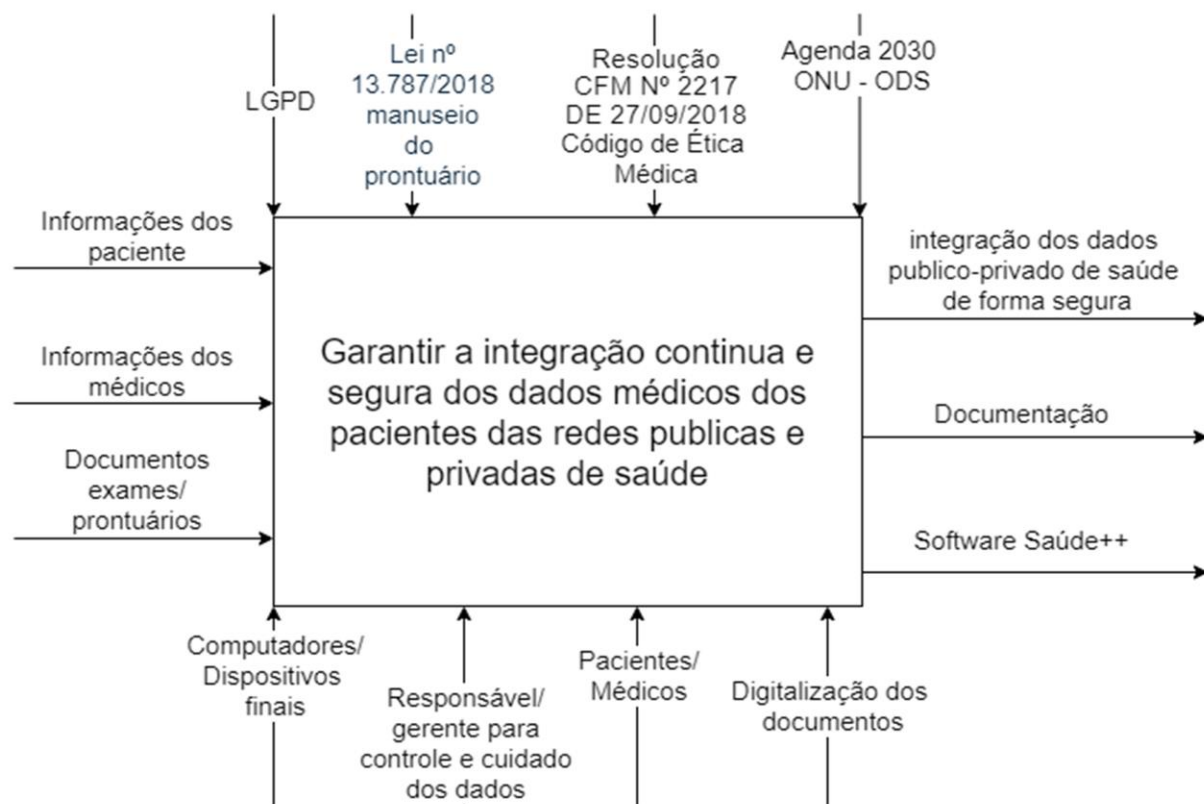 LGPD
Lei nº
13.787/2018
manuseio
do
prontuário
Resolução
CFM Nº 2217
DE 27/09/2018
Código de Ética
Médica
Agenda 2030
ONU - ODS
Informações dos
paciente
Informações dos
médicos
Documentos
exames/
prontuários
Garantir a integração continua e
segura dos dados médicos dos
pacientes das redes publicas e
privadas de saúde
integração dos dados
publico-privado de saúde
de forma segura
Documentação
Software Saúde++
Computadores/
Dispositivos
finais
Responsável/
gerente para
controle e cuidado
dos dados
Pacientes/
Médicos
Digitalização dos
documentos